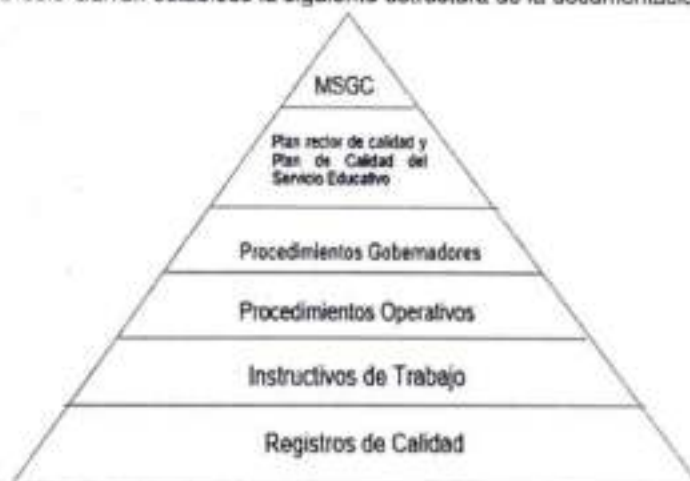 establece la siguiente estructura de la documentación
MSGC
Plan rector de calidad y
Plan de Calidad del
Servicio Educativo
Procedimientos Gobernadores
Procedimientos Operativos
Instructivos de Trabajo
Registros de Calidad